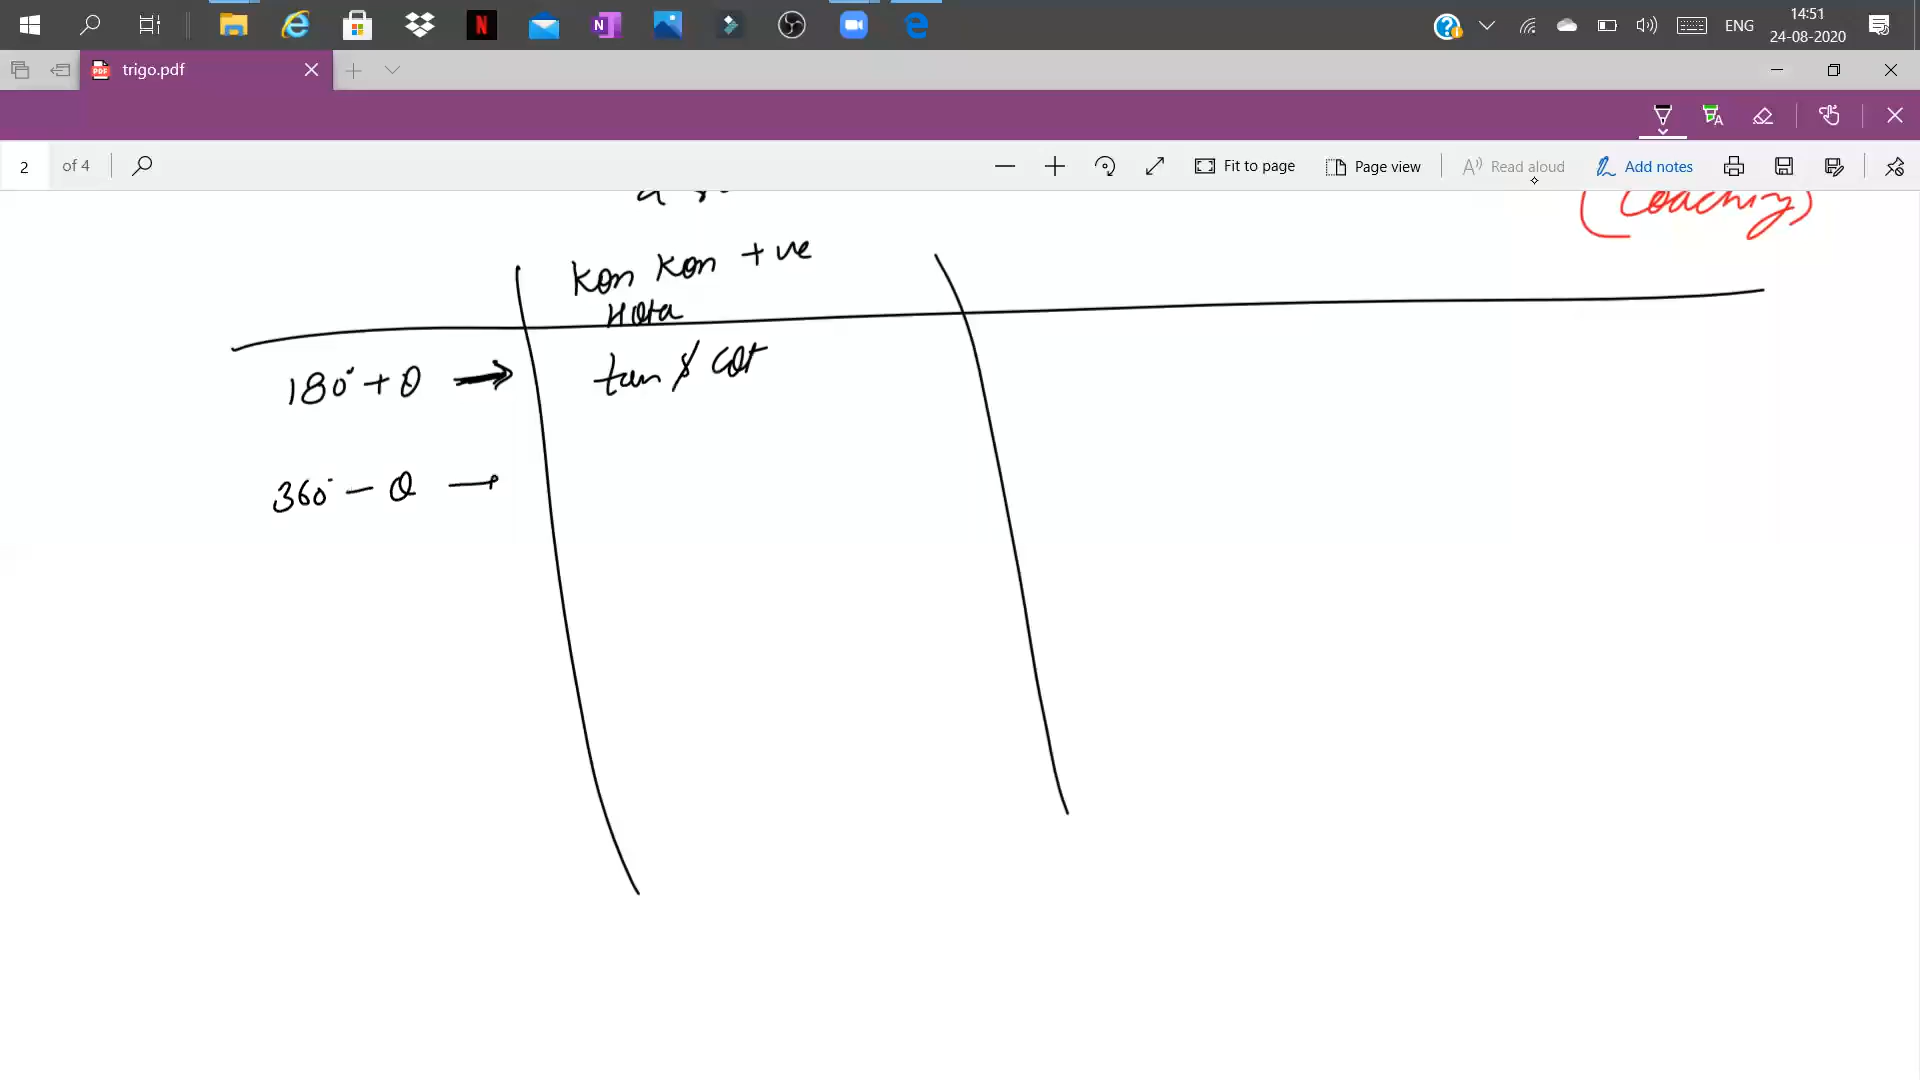 14:51
ENG
24-08-2020
trigo.pdf
2 of 4
Fit to page
Page view
Read aloud
Add notes
(Coaching)
Kon Kon +ve
Hota
180° + θ → tan & cot
360° - θ →